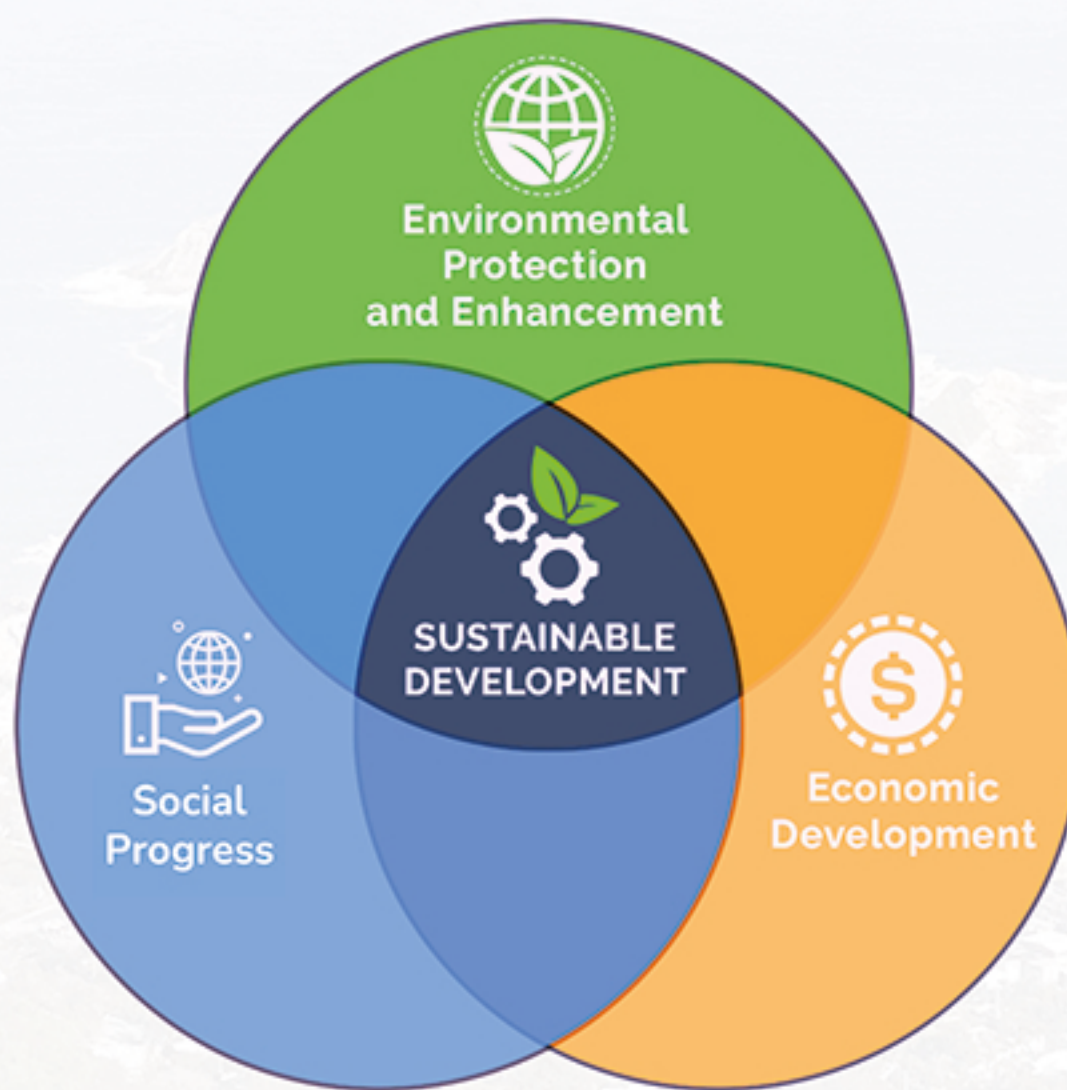 Environmental
Protection
and Enhancement
SUSTAINABLE
DEVELOPMENT
$
Social
Progress
Economic
Development